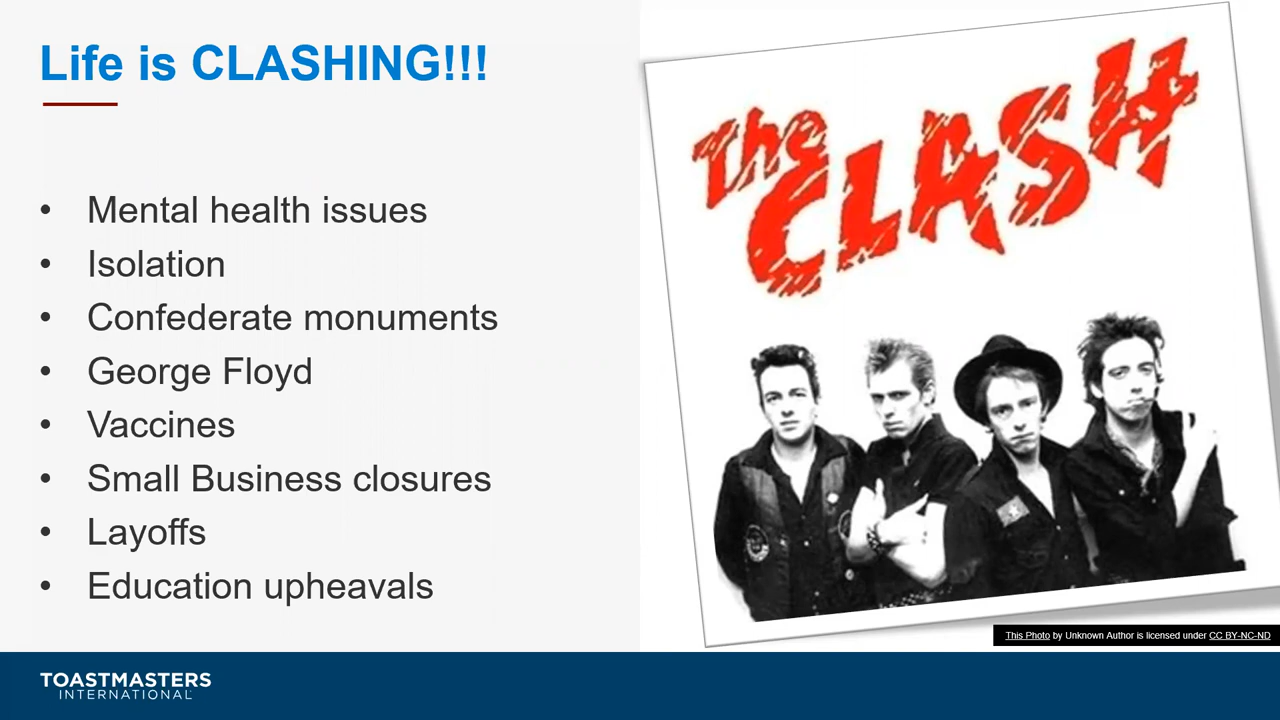 Life is CLASHING!!!
• Mental health issues
• Isolation
• Confederate monuments
• George Floyd
• Vaccines
• Small Business closures
• Layoffs
• Education upheavals
The
CLASH
This Photo by Unknown Author is licensed under CC BY-NC-ND
TOASTMASTERS
INTERNATIONAL